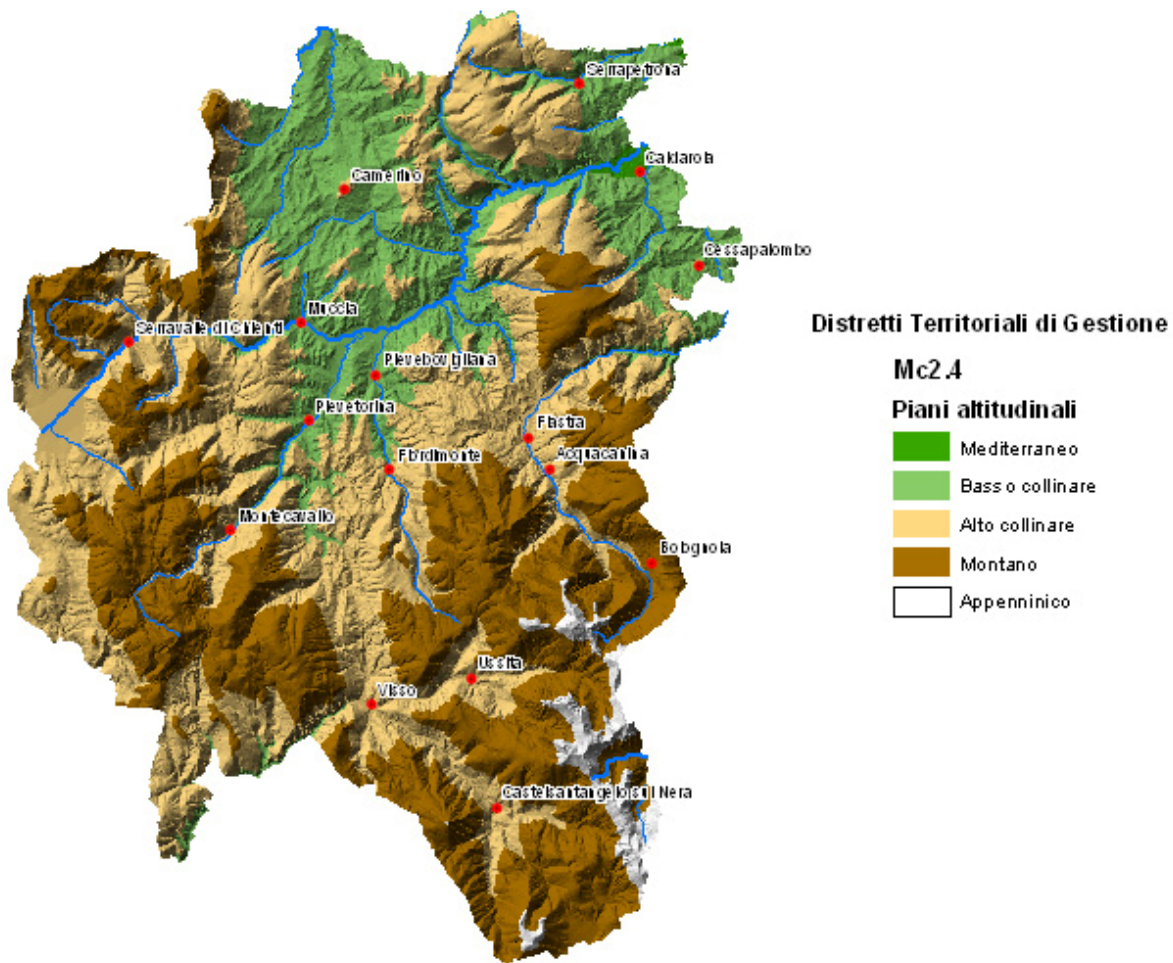 Serrapetrona
Caldarola
Camerino
Cessapalombo
Muccia
Serravalle di Chienti
Pievebovigliana
Distretti Territoriali di Gestione
Mc2.4
Piani altitudinali
Mediterraneo
Basso collinare
Alto collinare
Montano
Appenninico
Pievetorina
Fiastra
Fiordimonte
Acquacanina
Montecavallo
Bolognola
Ussita
Visso
Castelsantangelo sul Nera